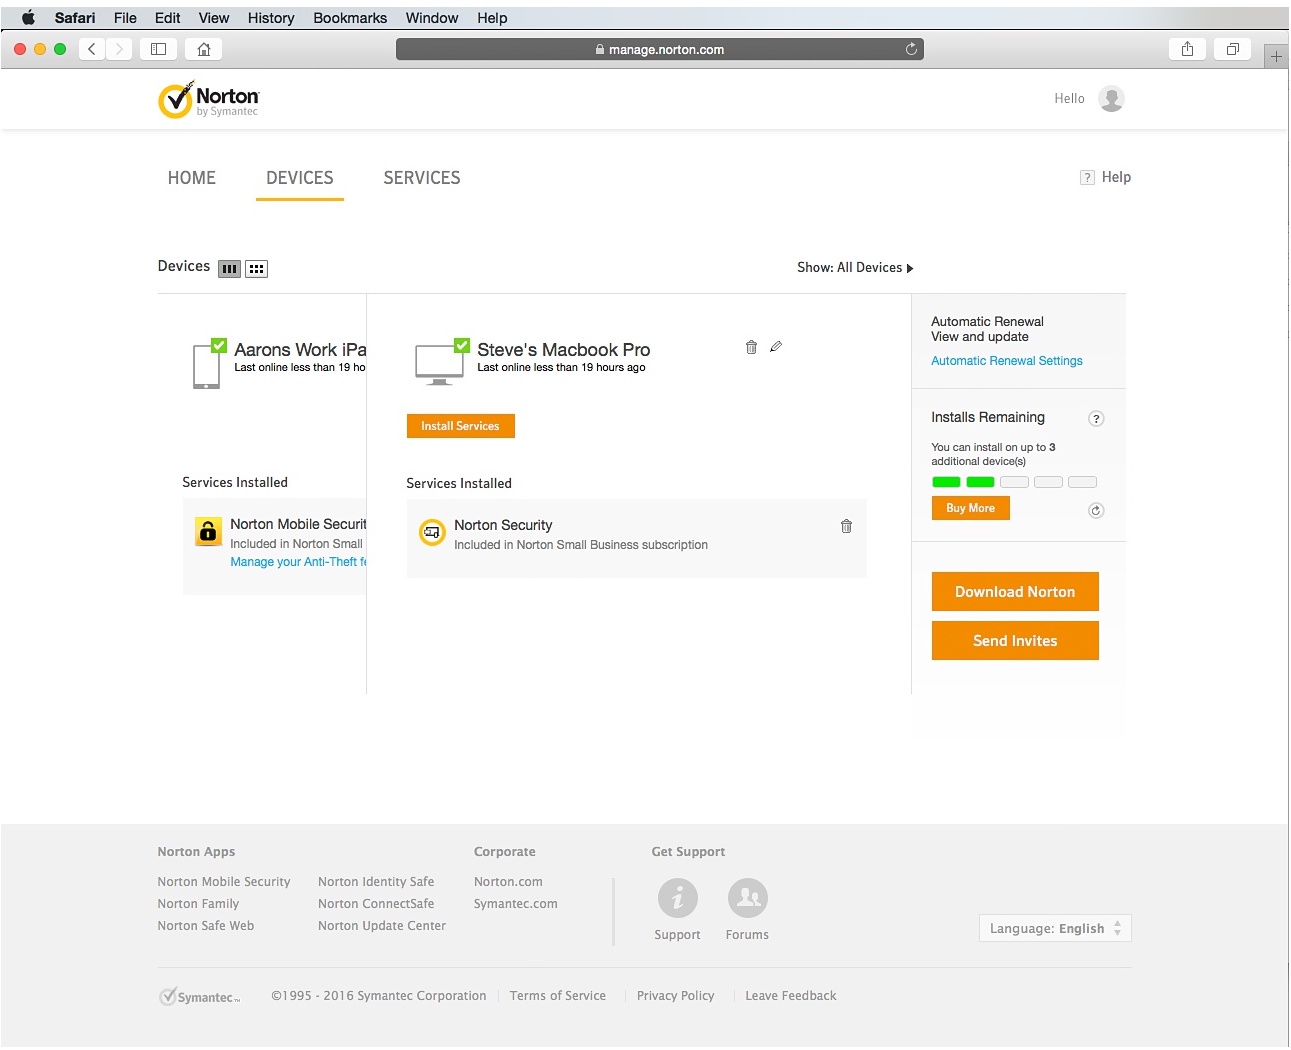 Safari File Edit View History Bookmarks Window Help
manage.norton.com
Norton
by Symantec
Hello
HOME DEVICES SERVICES
? Help
Devices
Show: All Devices
Aarons Work iPa
Last online less than 19 ho
Steve's Macbook Pro
Last online less than 19 hours ago
Install Services
Services Installed
Norton Mobile Securit
Included in Norton Small
Manage your Anti-Theft fe
Services Installed
Norton Security
Included in Norton Small Business subscription
Automatic Renewal
View and update
Automatic Renewal Settings
Installs Remaining ?
You can install on up to 3
additional device(s)
Buy More
Download Norton
Send Invites
Norton Apps
Norton Mobile Security
Norton Family
Norton Safe Web
Norton Identity Safe
Norton ConnectSafe
Norton Update Center
Corporate
Norton.com
Symantec.com
Get Support
Support
Forums
Language: English
Symantec™
©1995 - 2016 Symantec Corporation
Terms of Service
Privacy Policy
Leave Feedback